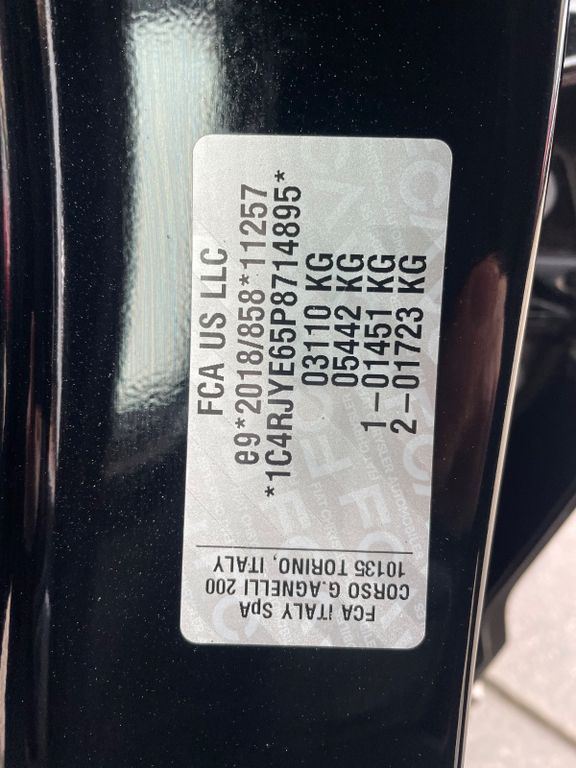 FCA US LLC
e9*2018/858*11257
*1C4RJYE65P8714895*
03110 KG
05442 KG
1-01451 KG
2-01723 KG
FCA ITALY SpA
CORSO G.AGNELLI 200
10135 TORINO, ITALY